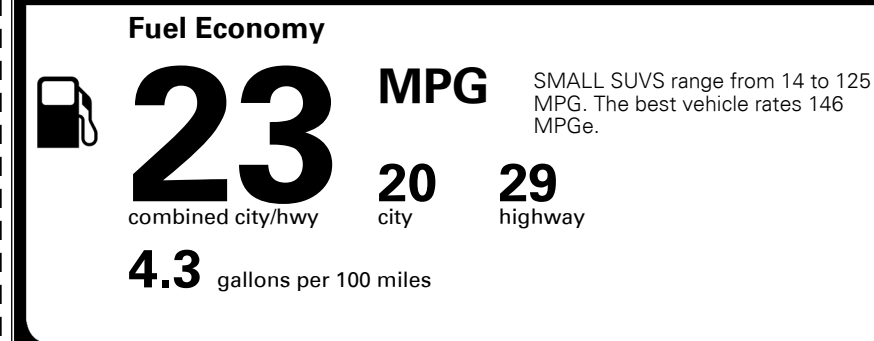 Fuel Economy
23 MPG
SMALL SUVS range from 14 to 125
MPG. The best vehicle rates 146
MPGe.
20 29
combined city/hwy city highway
4.3 gallons per 100 miles